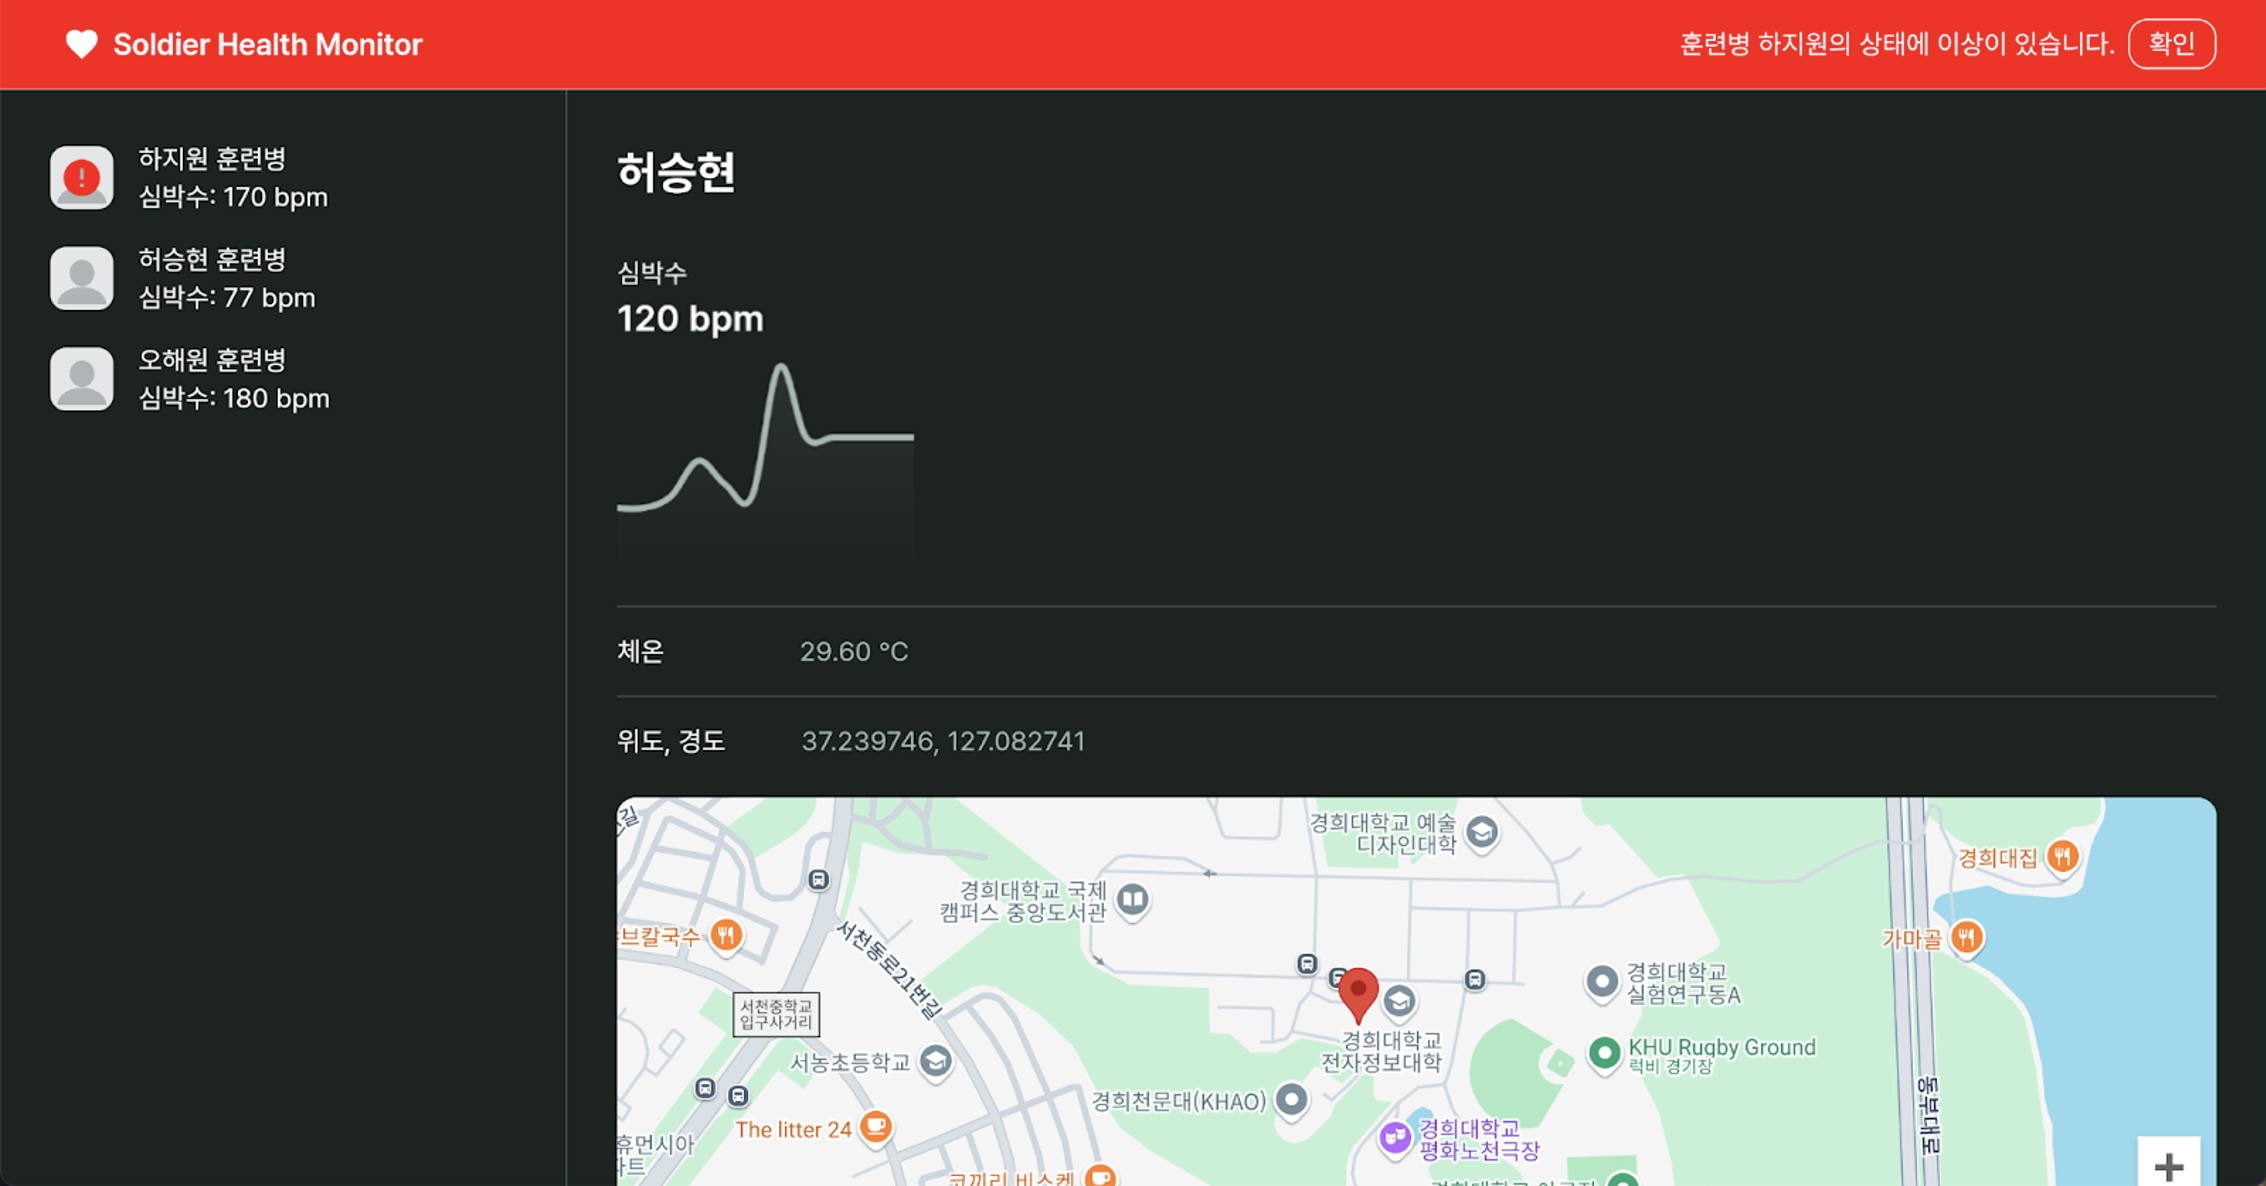 Soldier Health Monitor
훈련병 하지원의 상태에 이상이 있습니다.
확인
하지원 훈련병
심박수: 170 bpm
허승현 훈련병
심박수: 77 bpm
오해원 훈련병
심박수: 180 bpm
허승현
심박수
120 bpm
체온
29.60 °C
위도, 경도
37.239746, 127.082741
경희대학교 예술
디자인대학
경희대집
경희대학교 국제
캠퍼스 중앙도서관
브칼국수
서천동로21번길
가마골
경희대학교
실험연구동A
서천중학교
입구사거리
경희대학교
전자정보대학
KHU Rugby Ground
럭비 경기장
서농초등학교
경희천문대(KHAO)
동부대로
The litter 24
경희대학교
평화노천극장
휴먼시아
코끼리 비스켓